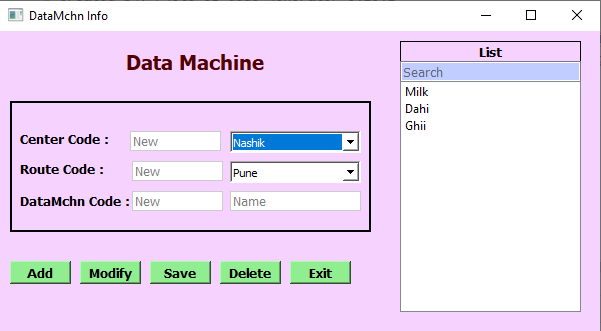 DataMchn Info
Data Machine
Center Code : New Nashik
Route Code : New Pune
DataMchn Code : New Name
Add Modify Save Delete Exit
List
Search
Milk
Dahi
Ghii